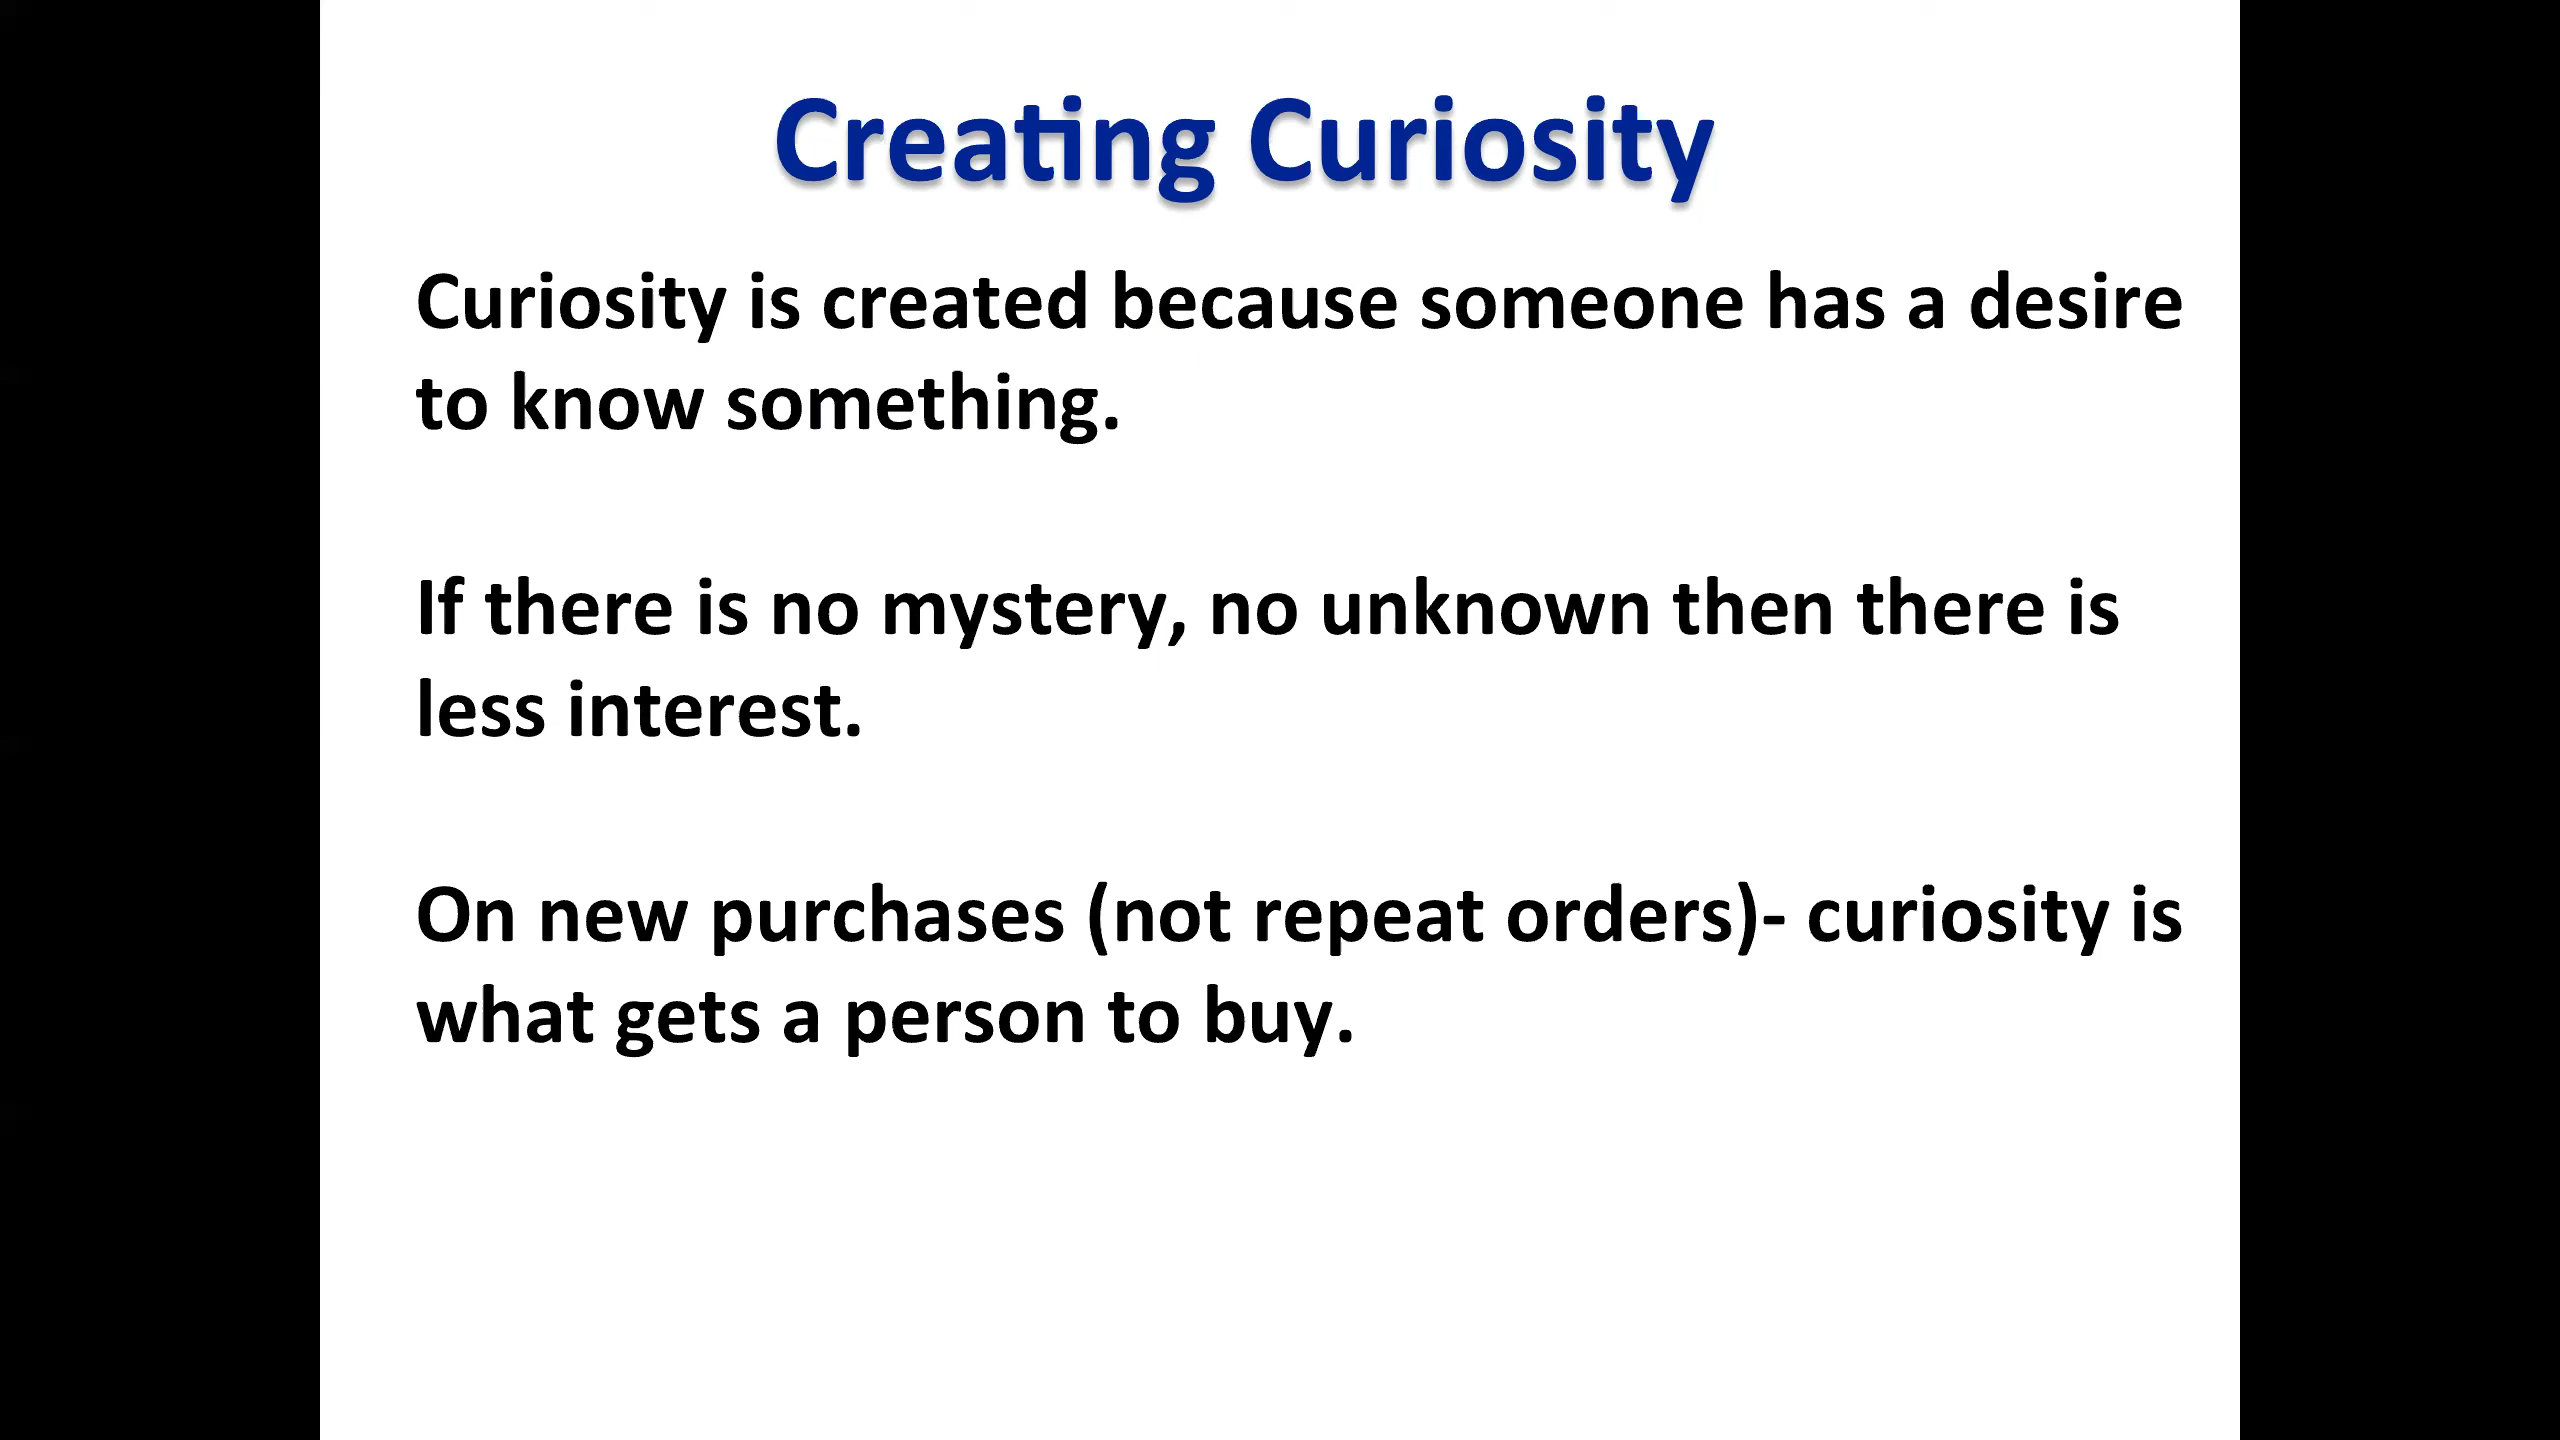 Creating Curiosity
Curiosity is created because someone has a desire
to know something.
If there is no mystery, no unknown then there is
less interest.
On new purchases (not repeat orders)- curiosity is
what gets a person to buy.